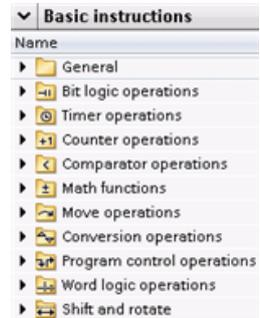 Basic instructions
Name
General
Bit logic operations
Timer operations
Counter operations
Comparator operations
Math functions
Move operations
Conversion operations
Program control operations
Word logic operations
Shift and rotate